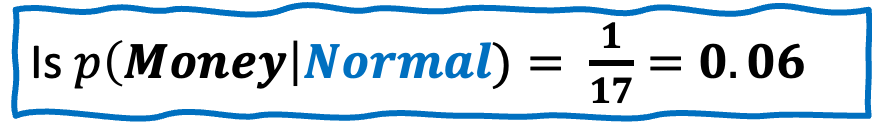 Is p(Money|Normal) = 1/17 = 0.06